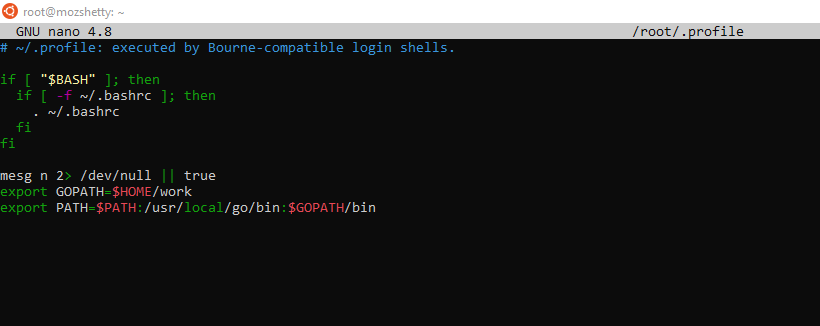 root@mozshetty: ~
GNU nano 4.8 /root/.profile
# ~/.profile: executed by Bourne-compatible login shells.

if [ "$BASH" ]; then
  if [ -f ~/.bashrc ]; then
    . ~/.bashrc
  fi
fi

mesg n 2> /dev/null || true
export GOPATH=$HOME/work
export PATH=$PATH:/usr/local/go/bin:$GOPATH/bin